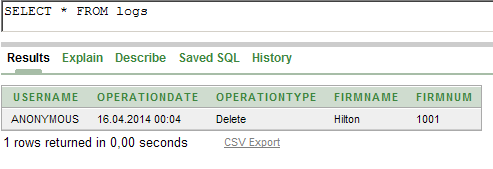 SELECT * FROM logs
Results Explain Describe Saved SQL History
USERNAME OPERATIONDATE OPERATIONTYPE FIRMNAME FIRMNUM
ANONYMOUS 16.04.2014 00:04 Delete Hilton 1001
1 rows returned in 0,00 seconds CSV Export